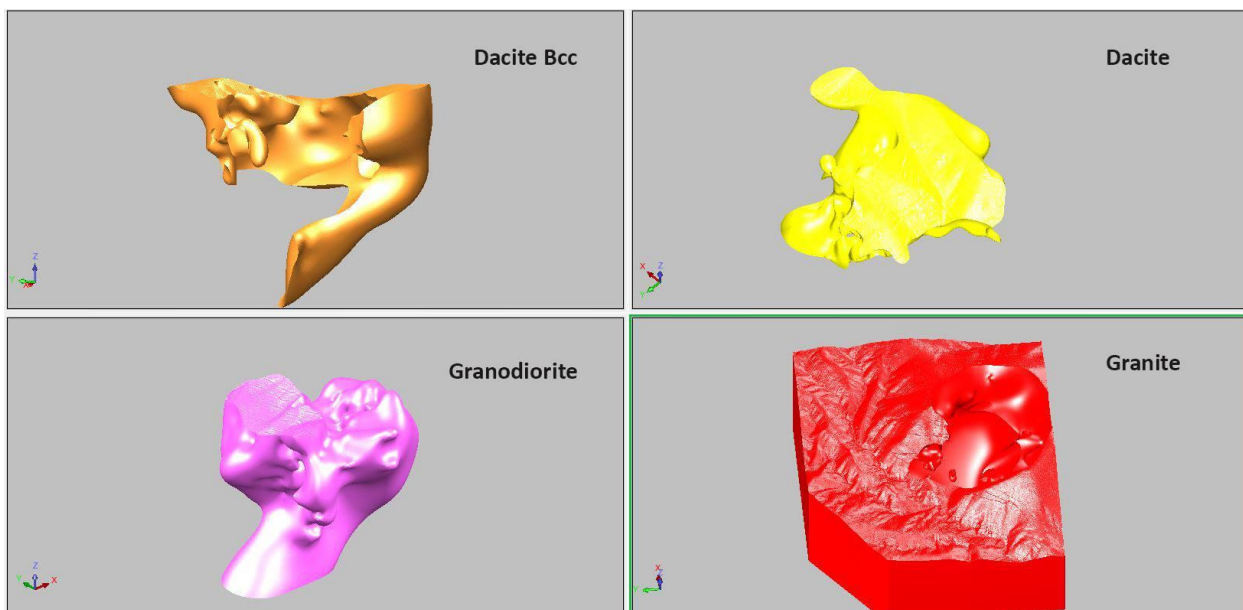 Dacite Bcc
Dacite
Z
Y
X
X
Z
Y
Granodiorite
Granite
Z
Y
X
X
Z
Y